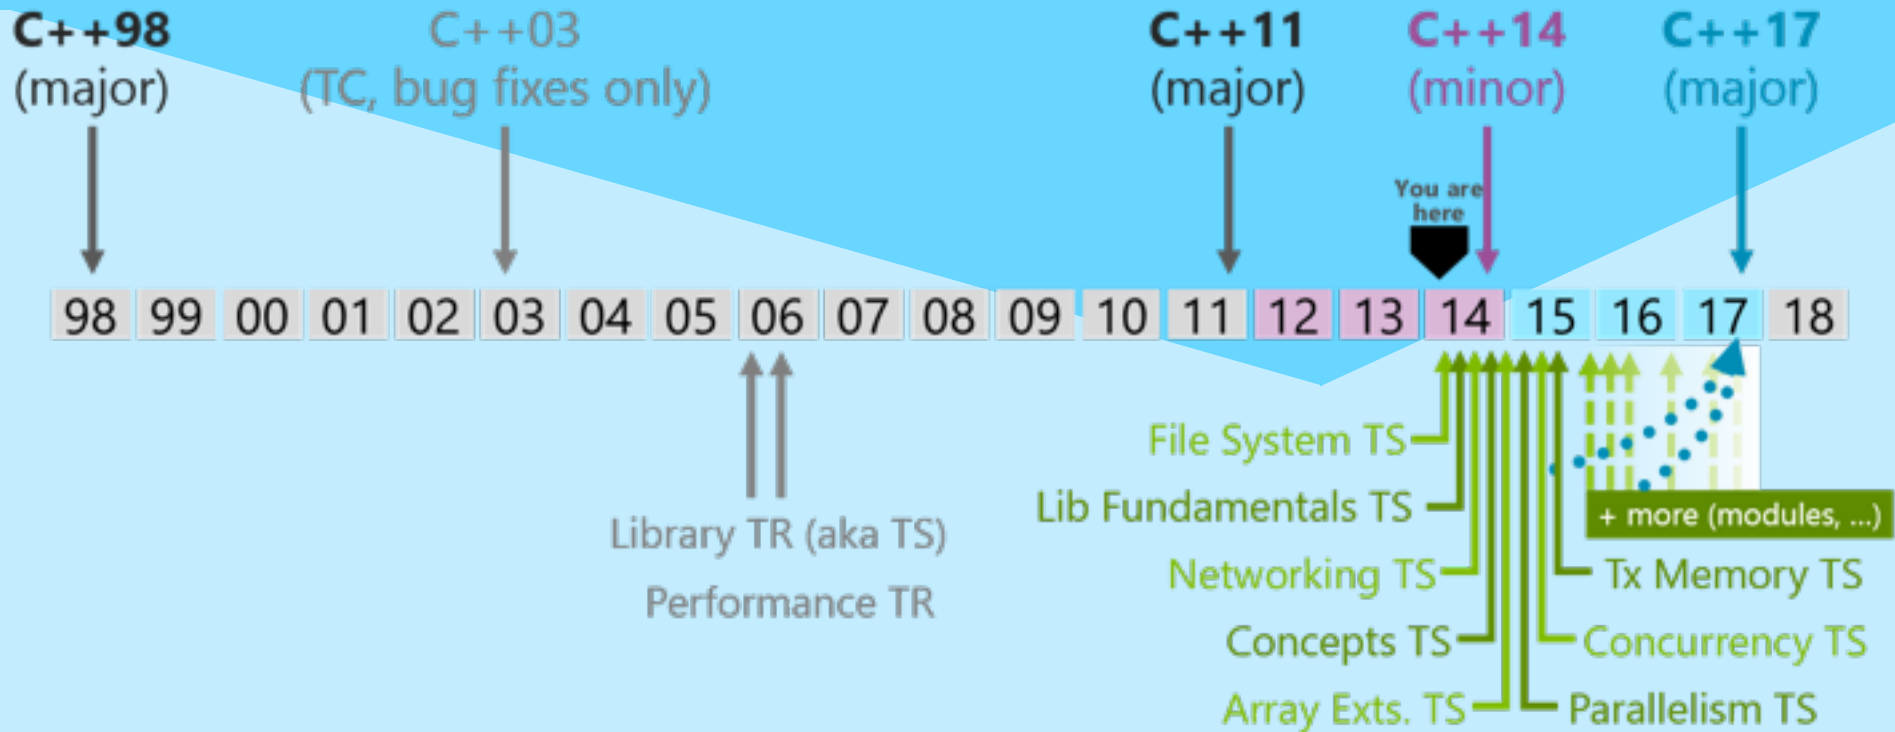 C++98
(major)
C++03
(TC, bug fixes only)
C++11
(major)
C++14
(minor)
C++17
(major)
You are
here
98 99 00 01 02 03 04 05 06 07 08 09 10 11 12 13 14 15 16 17 18
File System TS
Lib Fundamentals TS
+ more (modules, ...)
Library TR (aka TS)
Networking TS
Tx Memory TS
Performance TR
Concepts TS
Concurrency TS
Array Exts. TS
Parallelism TS